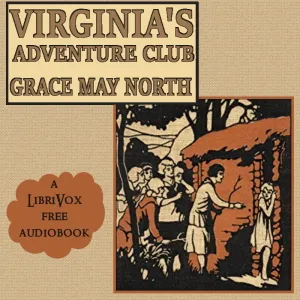 VIRGINIA'S
ADVENTURE CLUB
GRACE MAY NORTH
A
LIBRIVOX
FREE
AUDIOBOOK